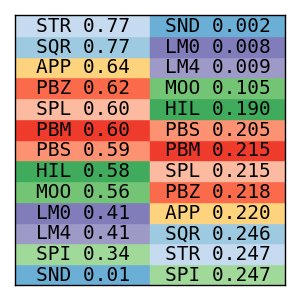 STR 0.77 SND 0.002
SQR 0.77 LM0 0.008
APP 0.64 LM4 0.009
PBZ 0.62 MOO 0.105
SPL 0.60 HIL 0.190
PBM 0.60 PBS 0.205
PBS 0.59 PBM 0.215
HIL 0.58 SPL 0.215
MOO 0.56 PBZ 0.218
LM0 0.41 APP 0.220
LM4 0.41 SQR 0.246
SPI 0.34 STR 0.247
SND 0.01 SPI 0.247